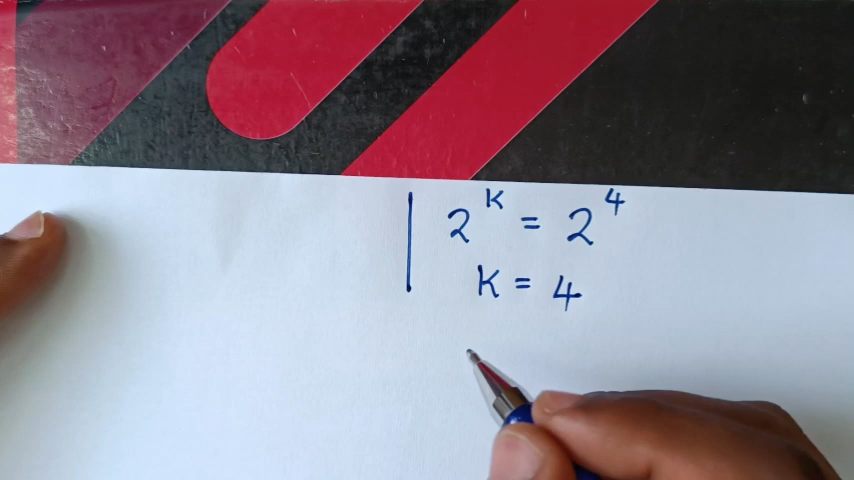 2^K = 2^4
K = 4